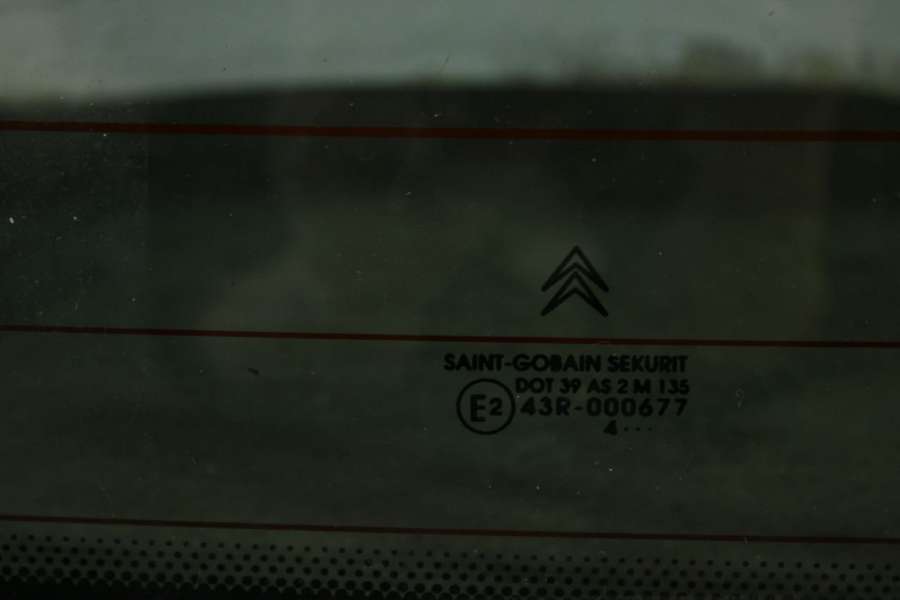 SAINT-GOBAIN SEKURIT
DOT 39 AS 2 M 135
E2 43R-000677
4...